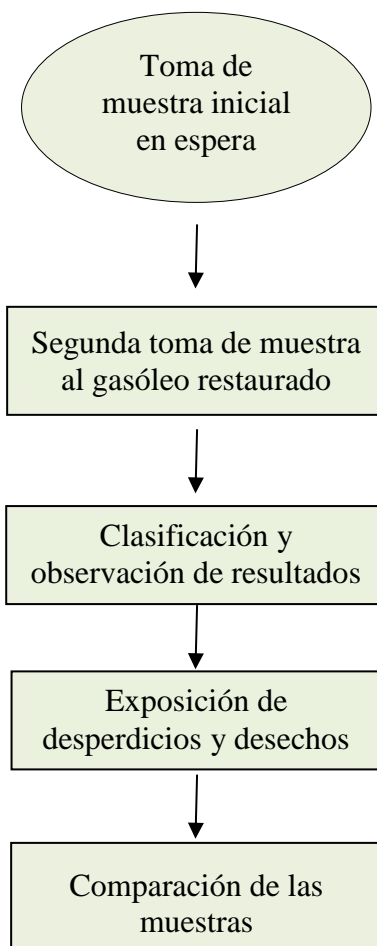 Toma de
muestra inicial
en espera
Segunda toma de muestra
al gasóleo restaurado
Clasificación y
observación de resultados
Exposición de
desperdicios y desechos
Comparación de las
muestras